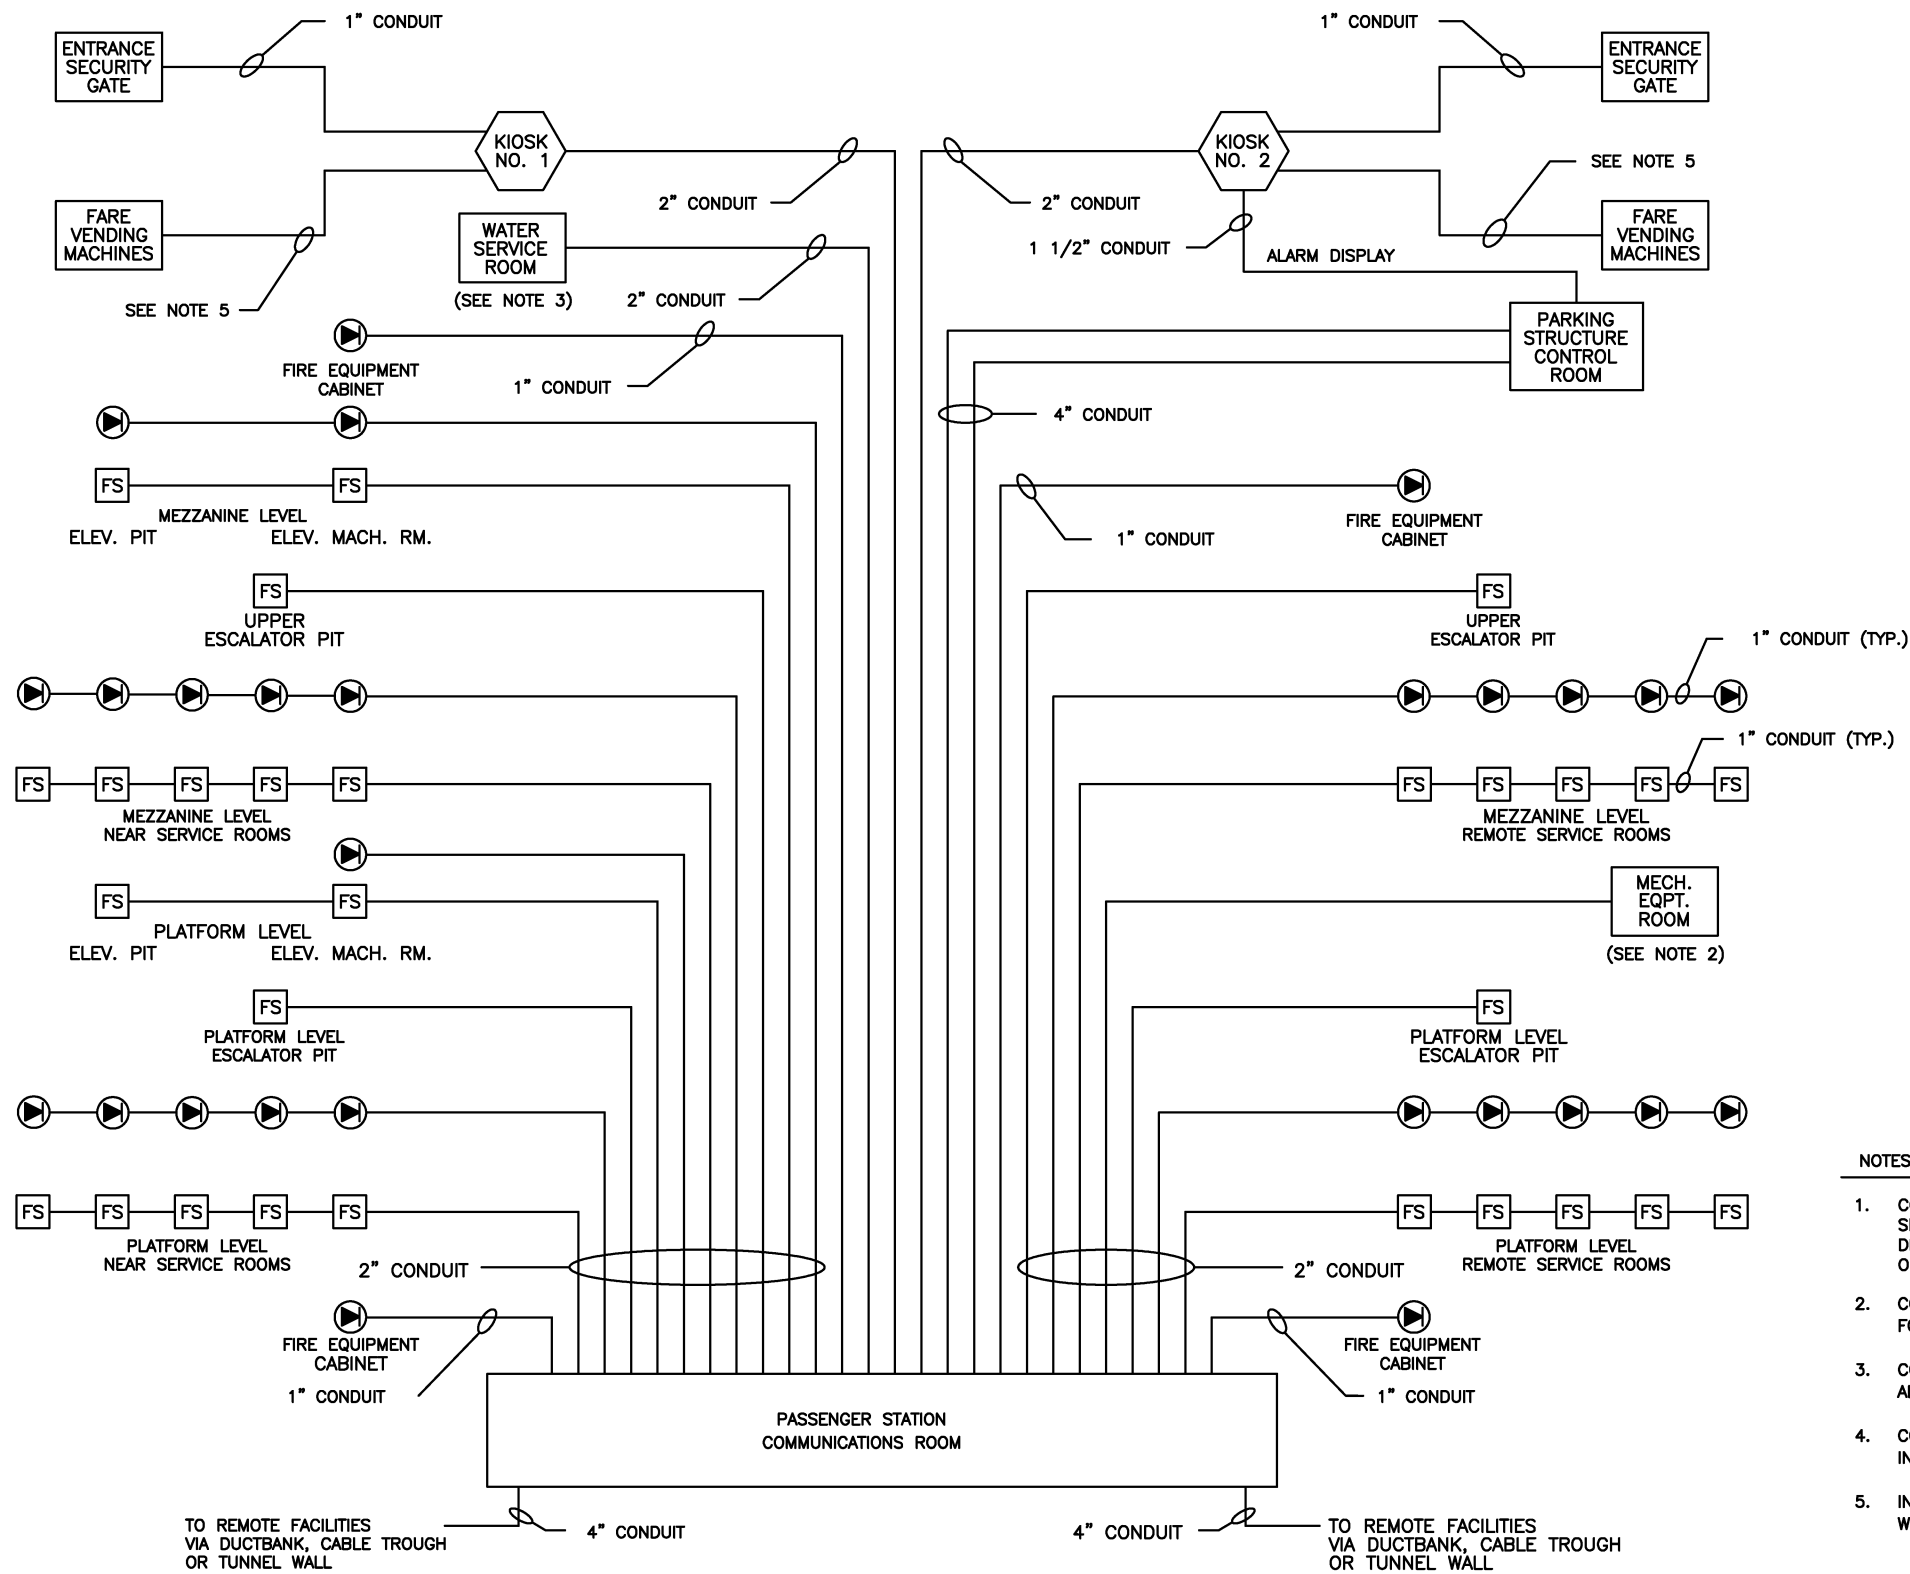 1" CONDUIT
1" CONDUIT
ENTRANCE
SECURITY
GATE
ENTRANCE
SECURITY
GATE
KIOSK
NO. 1
KIOSK
NO. 2
SEE NOTE 5
2" CONDUIT
2" CONDUIT
FARE
VENDING
MACHINES
WATER
SERVICE
ROOM
(SEE NOTE 3)
1 1/2" CONDUIT
ALARM DISPLAY
FARE
VENDING
MACHINES
SEE NOTE 5
2" CONDUIT
PARKING
STRUCTURE
CONTROL
ROOM
FIRE EQUIPMENT
CABINET
1" CONDUIT
4" CONDUIT
FS
FS
MEZZANINE LEVEL
ELEV. PIT
ELEV. MACH. RM.
FIRE EQUIPMENT
CABINET
1" CONDUIT
FS
UPPER
ESCALATOR PIT
FS
UPPER
ESCALATOR PIT
1" CONDUIT (TYP.)
1" CONDUIT (TYP.)
FS FS FS FS FS
MEZZANINE LEVEL
NEAR SERVICE ROOMS
FS FS FS FS FS
MEZZANINE LEVEL
REMOTE SERVICE ROOMS
FS
FS
PLATFORM LEVEL
ELEV. PIT
ELEV. MACH. RM.
MECH.
EQPT.
ROOM
(SEE NOTE 2)
FS
PLATFORM LEVEL
ESCALATOR PIT
FS
PLATFORM LEVEL
ESCALATOR PIT
FS FS FS FS FS
PLATFORM LEVEL
NEAR SERVICE ROOMS
FS FS FS FS FS
PLATFORM LEVEL
REMOTE SERVICE ROOMS
2" CONDUIT
2" CONDUIT
FIRE EQUIPMENT
CABINET
1" CONDUIT
FIRE EQUIPMENT
CABINET
1" CONDUIT
PASSENGER STATION
COMMUNICATIONS ROOM
4" CONDUIT
4" CONDUIT
TO REMOTE FACILITIES
VIA DUCTBANK, CABLE TROUGH
OR TUNNEL WALL
TO REMOTE FACILITIES
VIA DUCTBANK, CABLE TROUGH
OR TUNNEL WALL
NOTES
1.
2.
3.
4.
5.